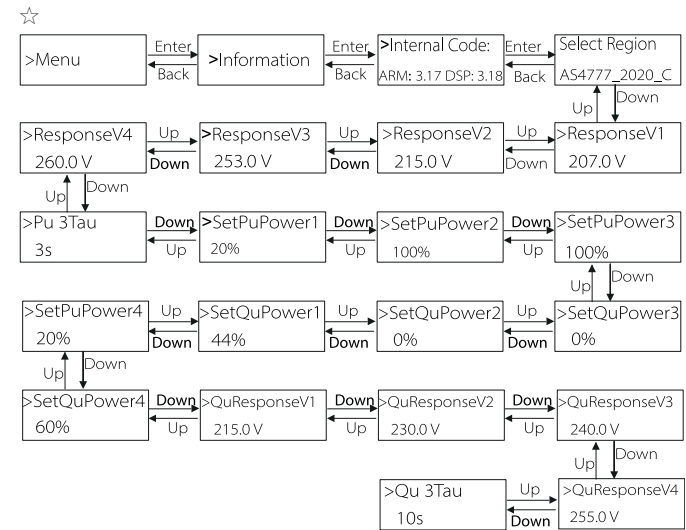 ☆
>Menu
Enter
Back
>Information
Enter
Back
>Internal Code:
ARM: 3.17 DSP: 3.18
Enter
Back
Select Region
AS4777_2020_C
Up
Down
>ResponseV4
260.0 V
Up
Down
>ResponseV3
253.0 V
Up
Down
>ResponseV2
215.0 V
Up
Down
>ResponseV1
207.0 V
Up
Down
>Pu 3Tau
3s
Down
Up
>SetPuPower1
20%
Down
Up
>SetPuPower2
100%
Down
Up
>SetPuPower3
100%
Up
Down
>SetPuPower4
20%
Up
Down
>SetQuPower1
44%
Up
Down
>SetQuPower2
0%
Up
Down
>SetQuPower3
0%
Up
Down
>SetQuPower4
60%
Down
Up
>QuResponseV1
215.0 V
Down
Up
>QuResponseV2
230.0 V
Down
Up
>QuResponseV3
240.0 V
Up
Down
>Qu 3Tau
10s
Up
Down
>QuResponseV4
255.0 V